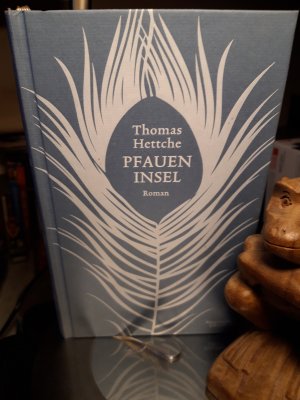 Thomas
Hettche
PFAUEN
INSEL
Roman